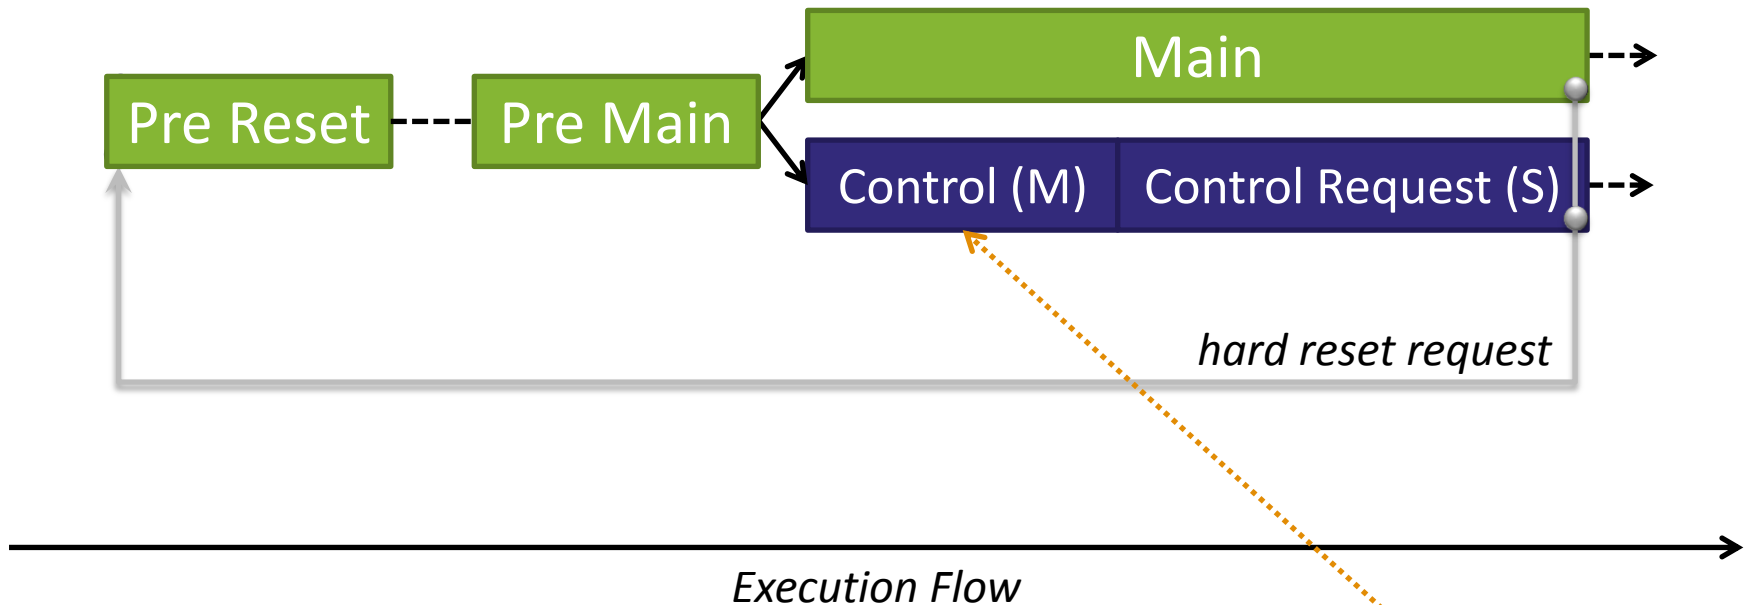 Main
Pre Reset
Pre Main
Control (M)
Control Request (S)
hard reset request
Execution Flow